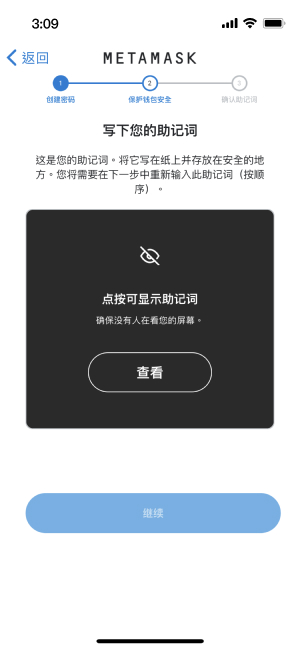 3:09
返回
METAMASK
1
2
3
创建密码
保护钱包安全
确认助记词
写下您的助记词
这是您的助记词。将它写在纸上并存放在安全的地
方。您将需要在下一步中重新输入此助记词（按顺
序）。
点按可显示助记词
确保没有人在看您的屏幕。
查看
继续